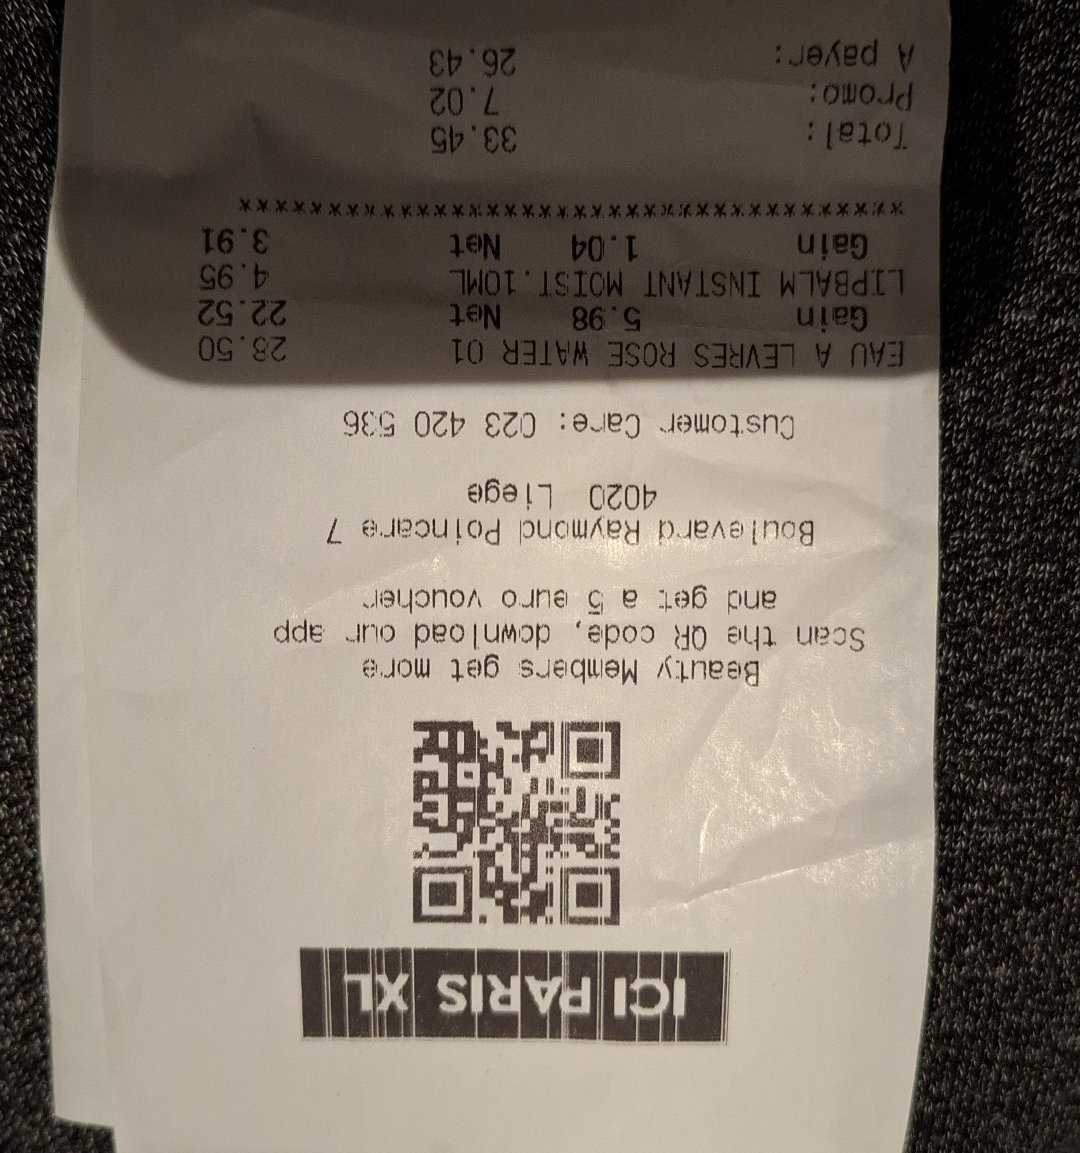 ICI PARIS XL
Beauty Members get more
Scan the QR code, download our app
and get a 5 euro voucher
Boulevard Raymond Poincare 7
4020 Liege
Customer Care: 023 420 536
EAU A LEVRES ROSE WATER 01 28.50
Gain 5.98 Net 22.52
LIPBALM INSTANT MOIST.10ML 4.95
Gain 1.04 Net 3.91
*************************************
Total: 33.45
Promo: 7.02
A payer: 26.43